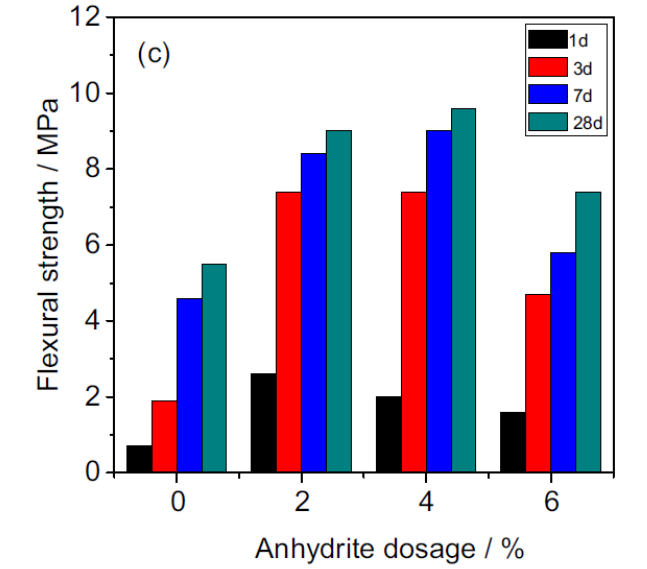 (c)
1d
3d
7d
28d
Flexural strength / MPa
12
10
8
6
4
2
0
0 2 4 6
Anhydrite dosage / %